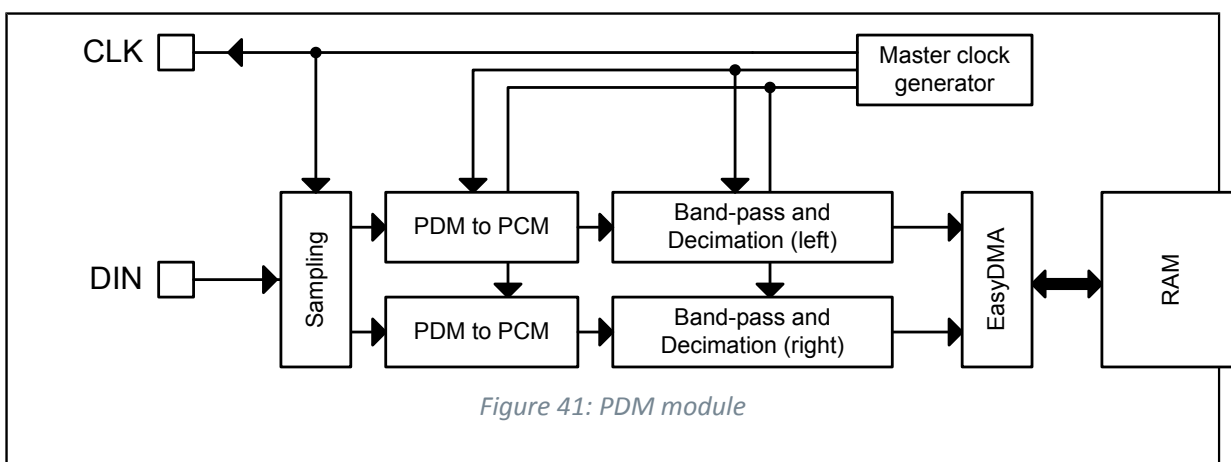 CLK
Master clock
generator
DIN
Sampling
PDM to PCM
Band-pass and
Decimation (left)
PDM to PCM
Band-pass and
Decimation (right)
EasyDMA
RAM
Figure 41: PDM module